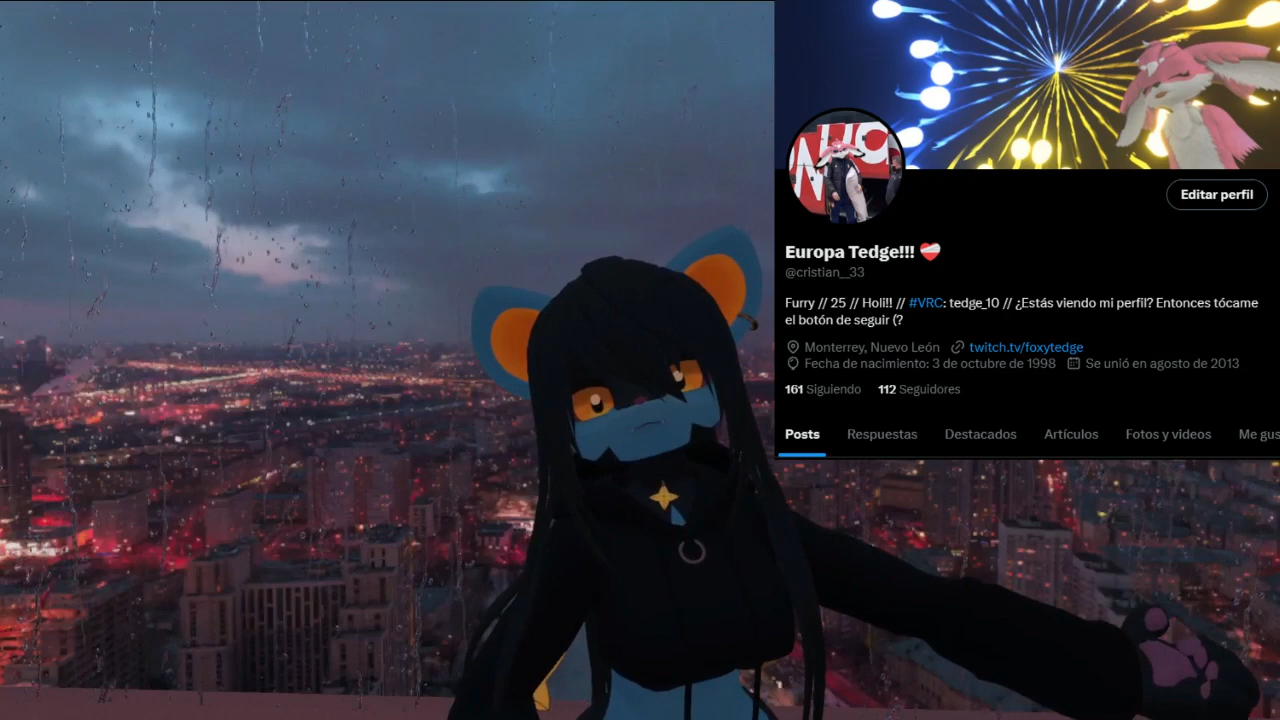 Editar perfil
Europa Tedge!!!
@cristian__33
Furry // 25 // Holi!! // #VRC: tedge_10 // ¿Estás viendo mi perfil? Entonces tócame
el botón de seguir (?
Monterrey, Nuevo León twitch.tv/foxytedge
Fecha de nacimiento: 3 de octubre de 1998 Se unió en agosto de 2013
161 Siguiendo 112 Seguidores
Posts Respuestas Destacados Artículos Fotos y videos Me gus